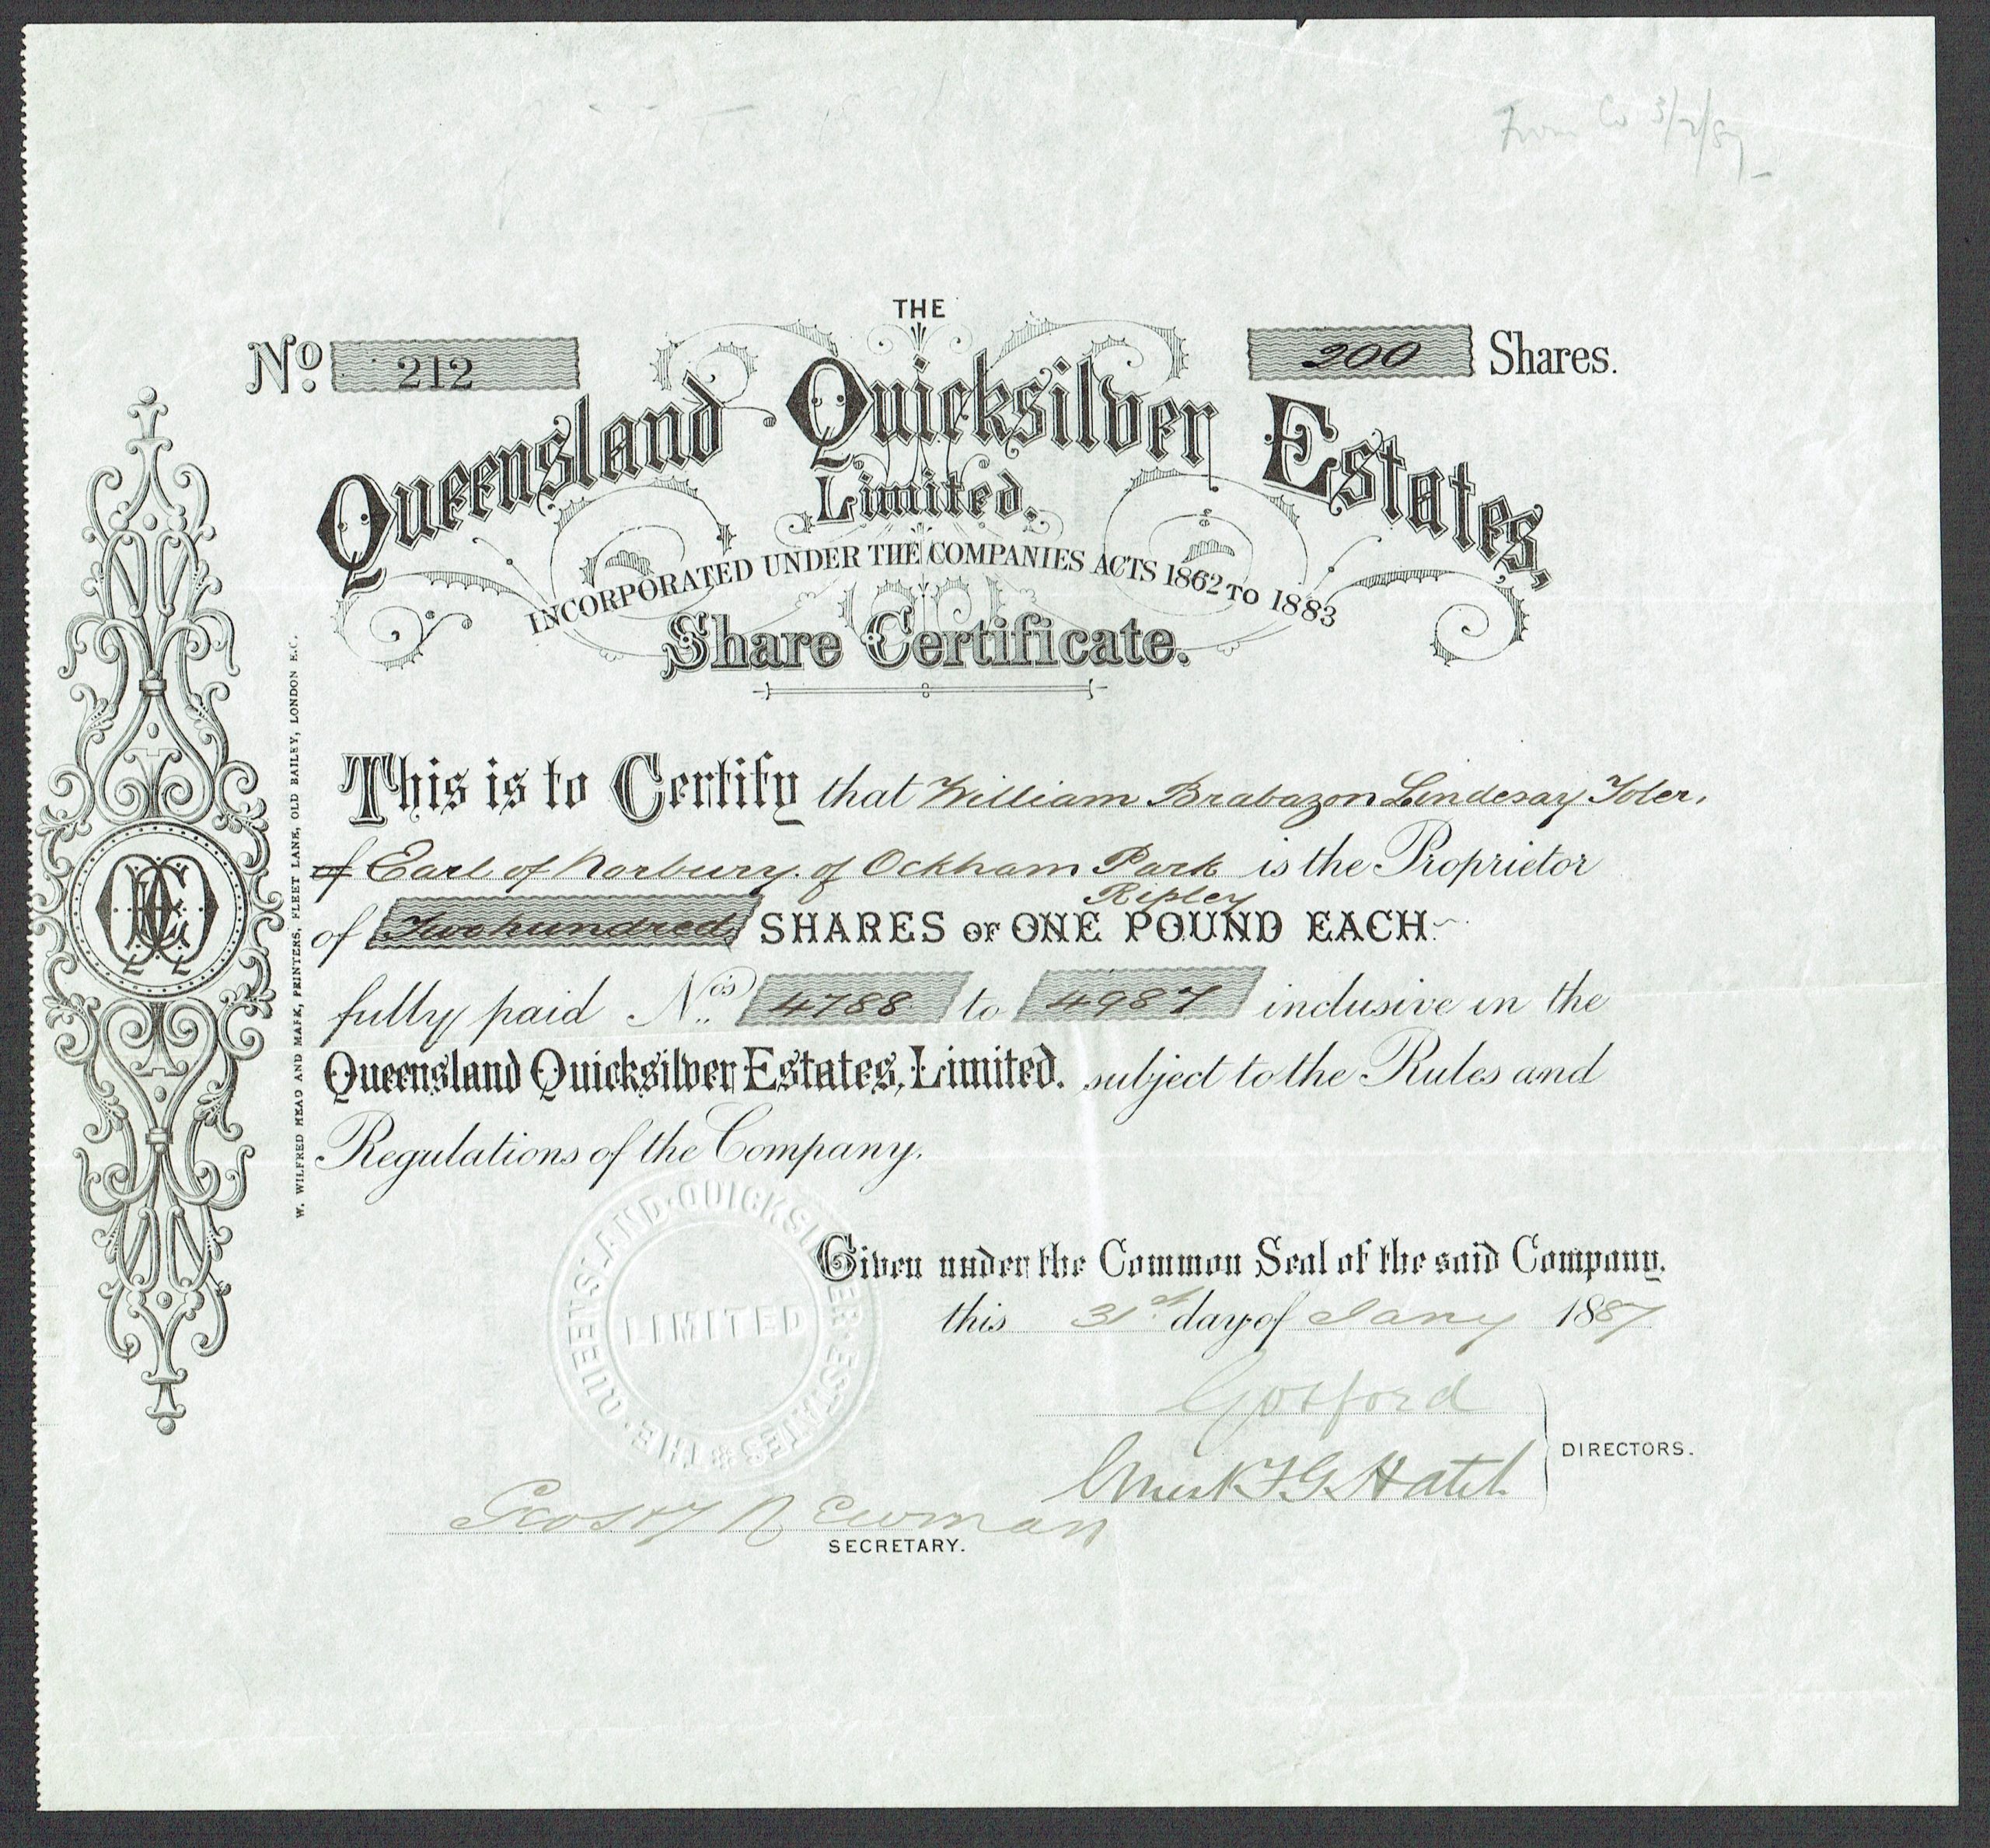 From Co 3/2/87
THE
No. 212
200 Shares.
Queensland Quicksilver Estates,
Limited.
INCORPORATED UNDER THE COMPANIES ACTS 1862 TO 1883
Share Certificate.
This is to Certify that William Brabazon Lindesay Toler,
of Earl of Norbury. of Ockham Park is the Proprietor
Ripley
of Two hundred SHARES OF ONE POUND EACH
fully paid Nos. 4788 to 4987 inclusive in the
Queensland Quicksilver Estates, Limited. subject to the Rules and
Regulations of the Company.
Given under the Common Seal of the said Company.
this 31st day of Jany 1887
Gosford
Ernest F G Hatch
DIRECTORS.
Newman
SECRETARY.
THE · QUEENSLAND · QUICKSILVER · ESTATES
LIMITED
W. WILFRED HEAD AND MARK, PRINTERS, FLEET LANE, OLD BAILEY, LONDON E.C.